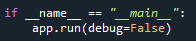 if __name__ == "__main__":
    app.run(debug=False)